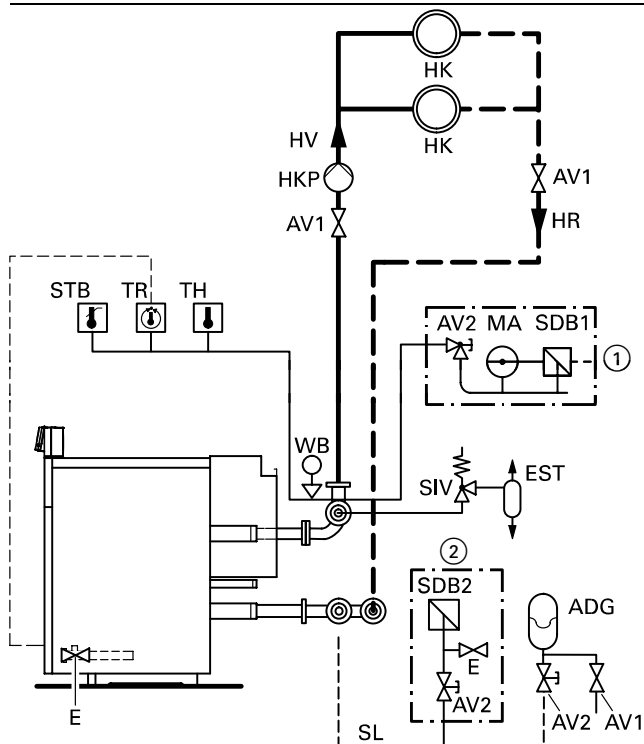 HK
HK
HV
HKP
AV1
AV1
HR
STB TR TH
AV2 MA SDB1
1
WB
SIV
EST
2
SDB2
E
AV2
ADG
AV2
AV1
E
SL